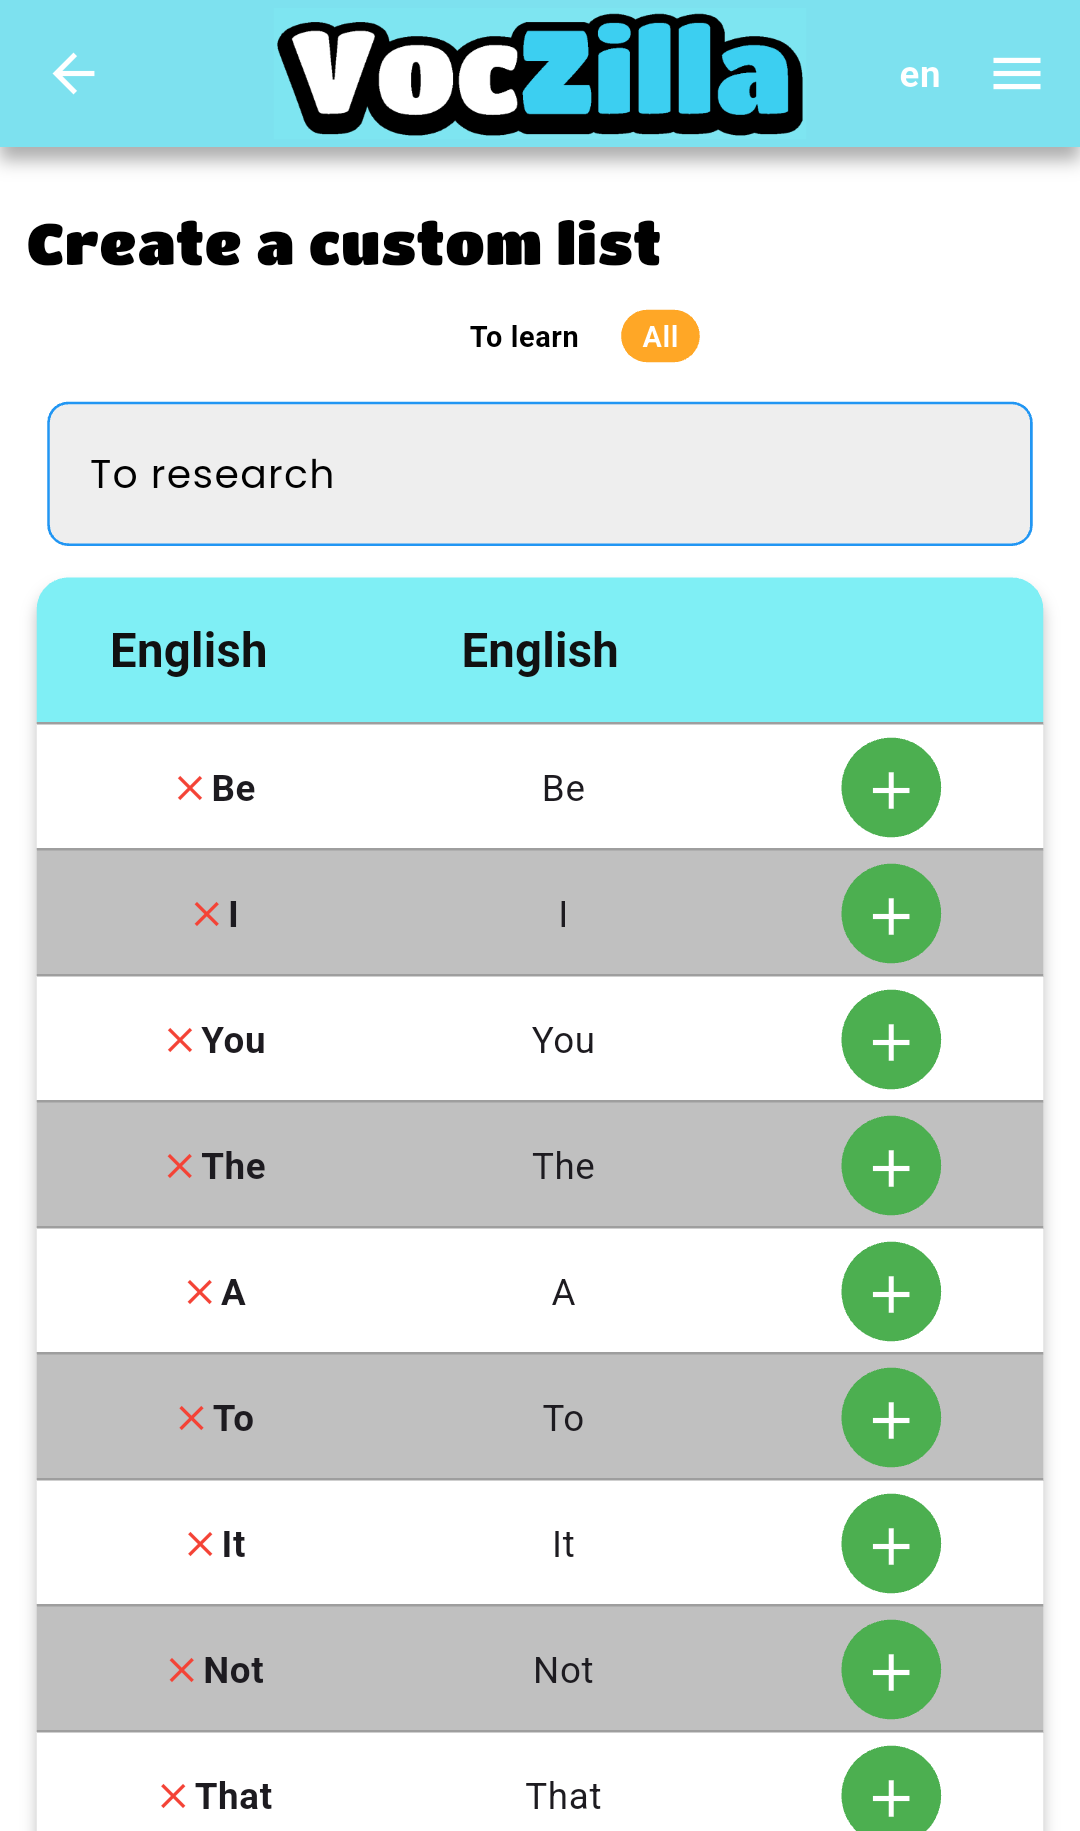 VocZilla en
Create a custom list
To learn All
To research
English English
Be Be
I I
You You
The The
A A
To To
It It
Not Not
That That